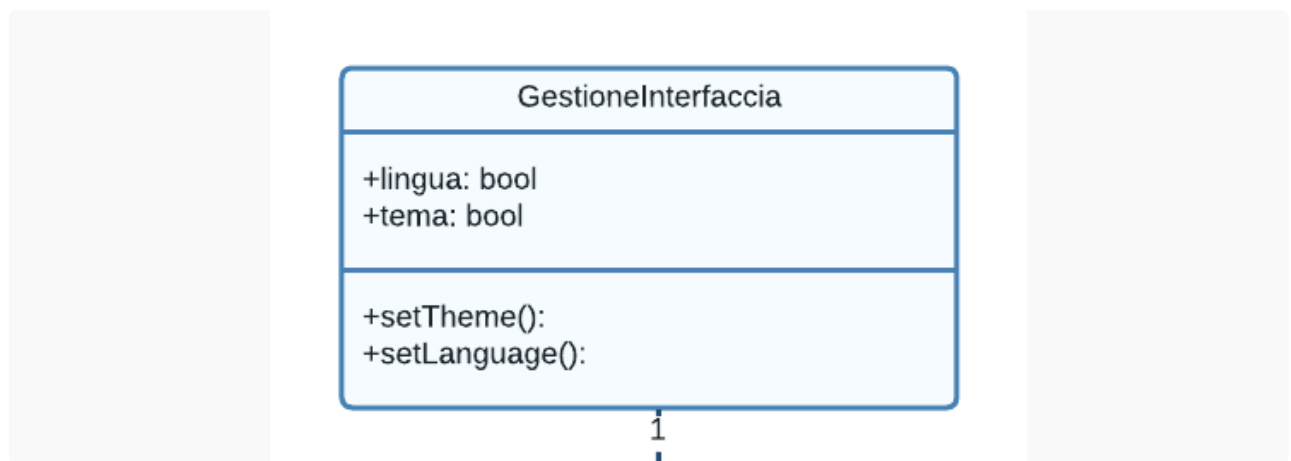 GestioneInterfaccia
+lingua: bool
+tema: bool
+setTheme():
+setLanguage():
1